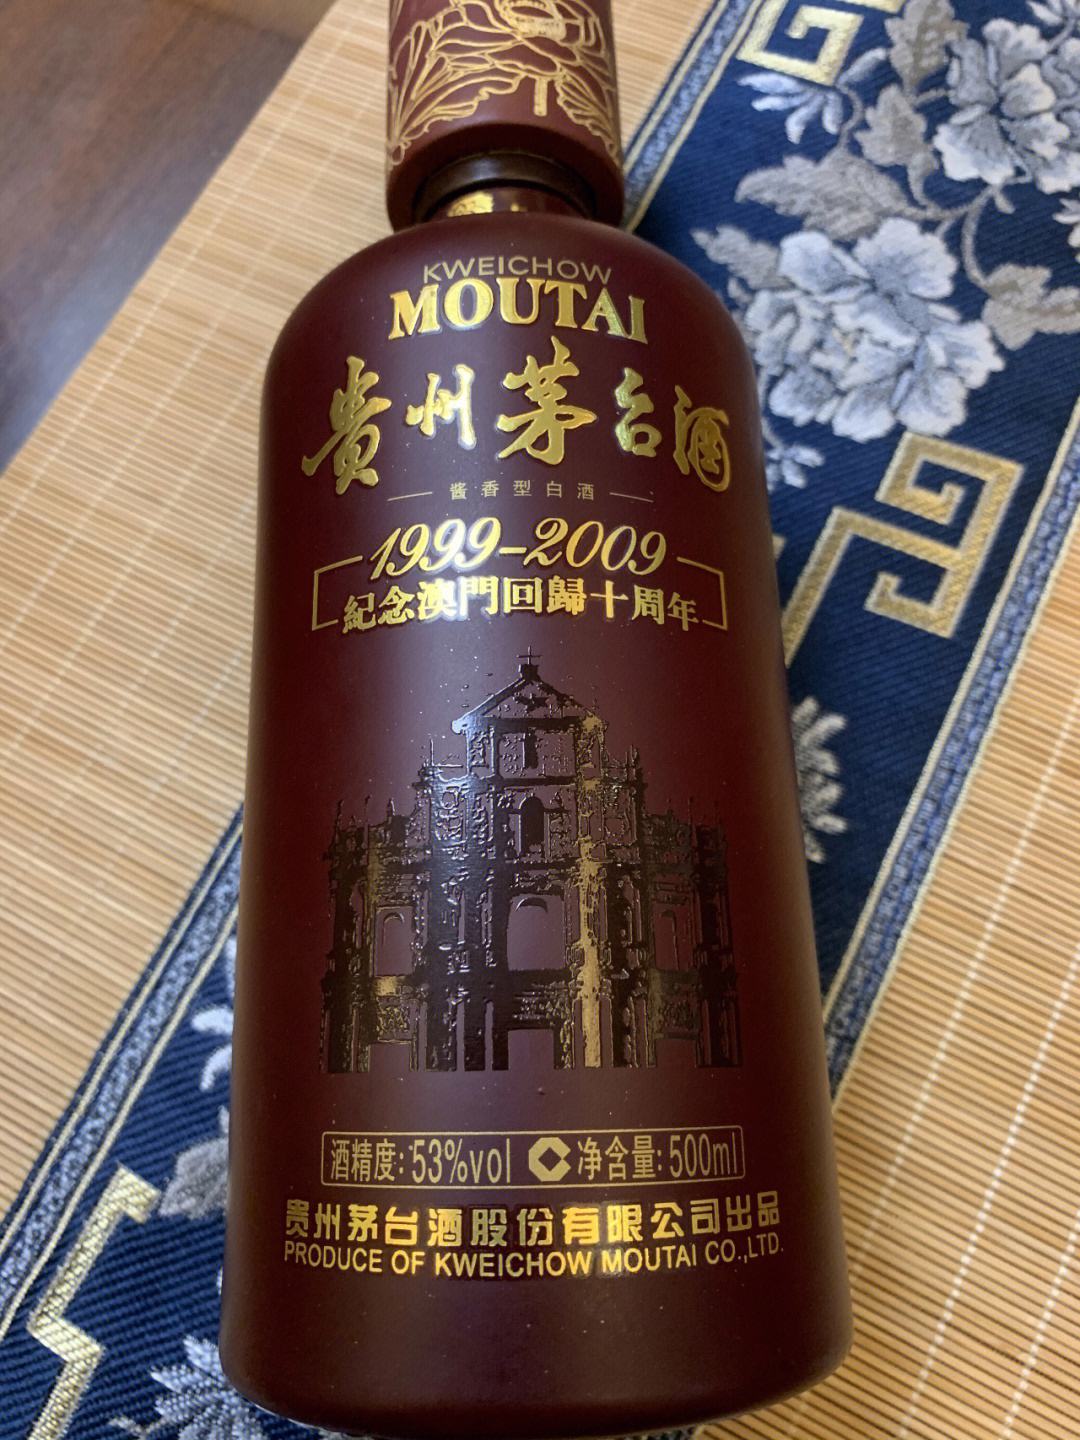 KWEICHOW
MOUTAI
貴州茅台酒
酱香型白酒
1999-2009
紀念澳門回歸十周年
酒精度:53%vol 净含量:500ml
贵州茅台酒股份有限公司出品
PRODUCE OF KWEICHOW MOUTAI CO.,LTD.